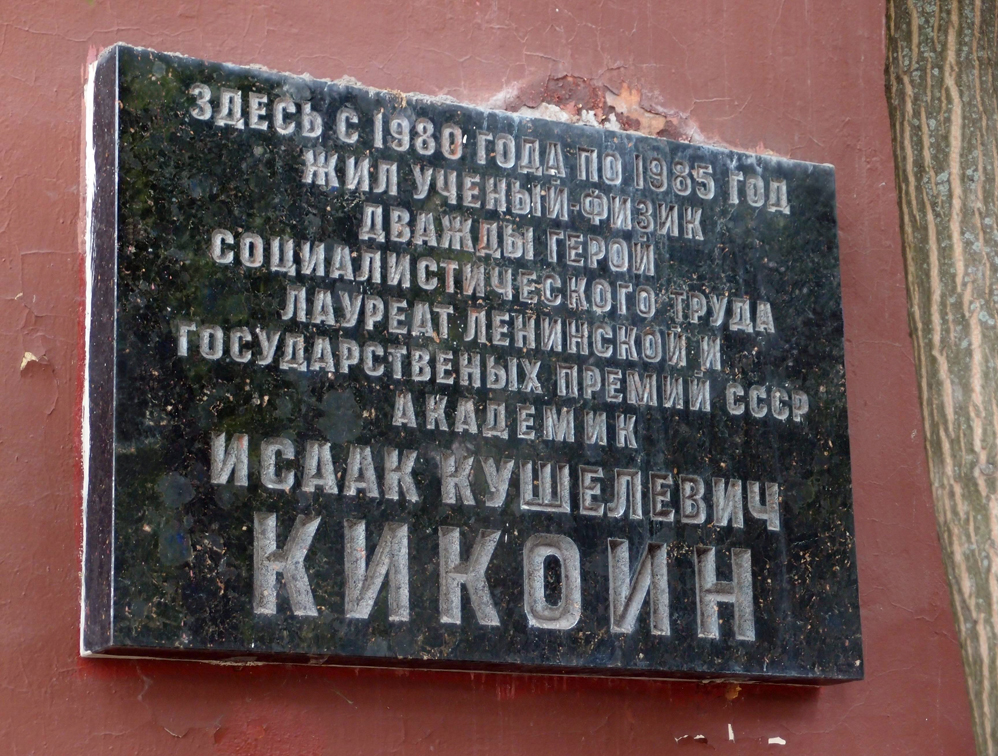 ЗДЕСЬ С 1980 ГОДА ПО 1985 ГОД
ЖИЛ УЧЕНЫЙ-ФИЗИК
ДВАЖДЫ ГЕРОЙ
СОЦИАЛИСТИЧЕСКОГО ТРУДА
ЛАУРЕАТ ЛЕНИНСКОЙ И
ГОСУДАРСТВЕНЫХ ПРЕМИЙ СССР
АКАДЕМИК
ИСААК КУШЕЛЕВИЧ
КИКОИН